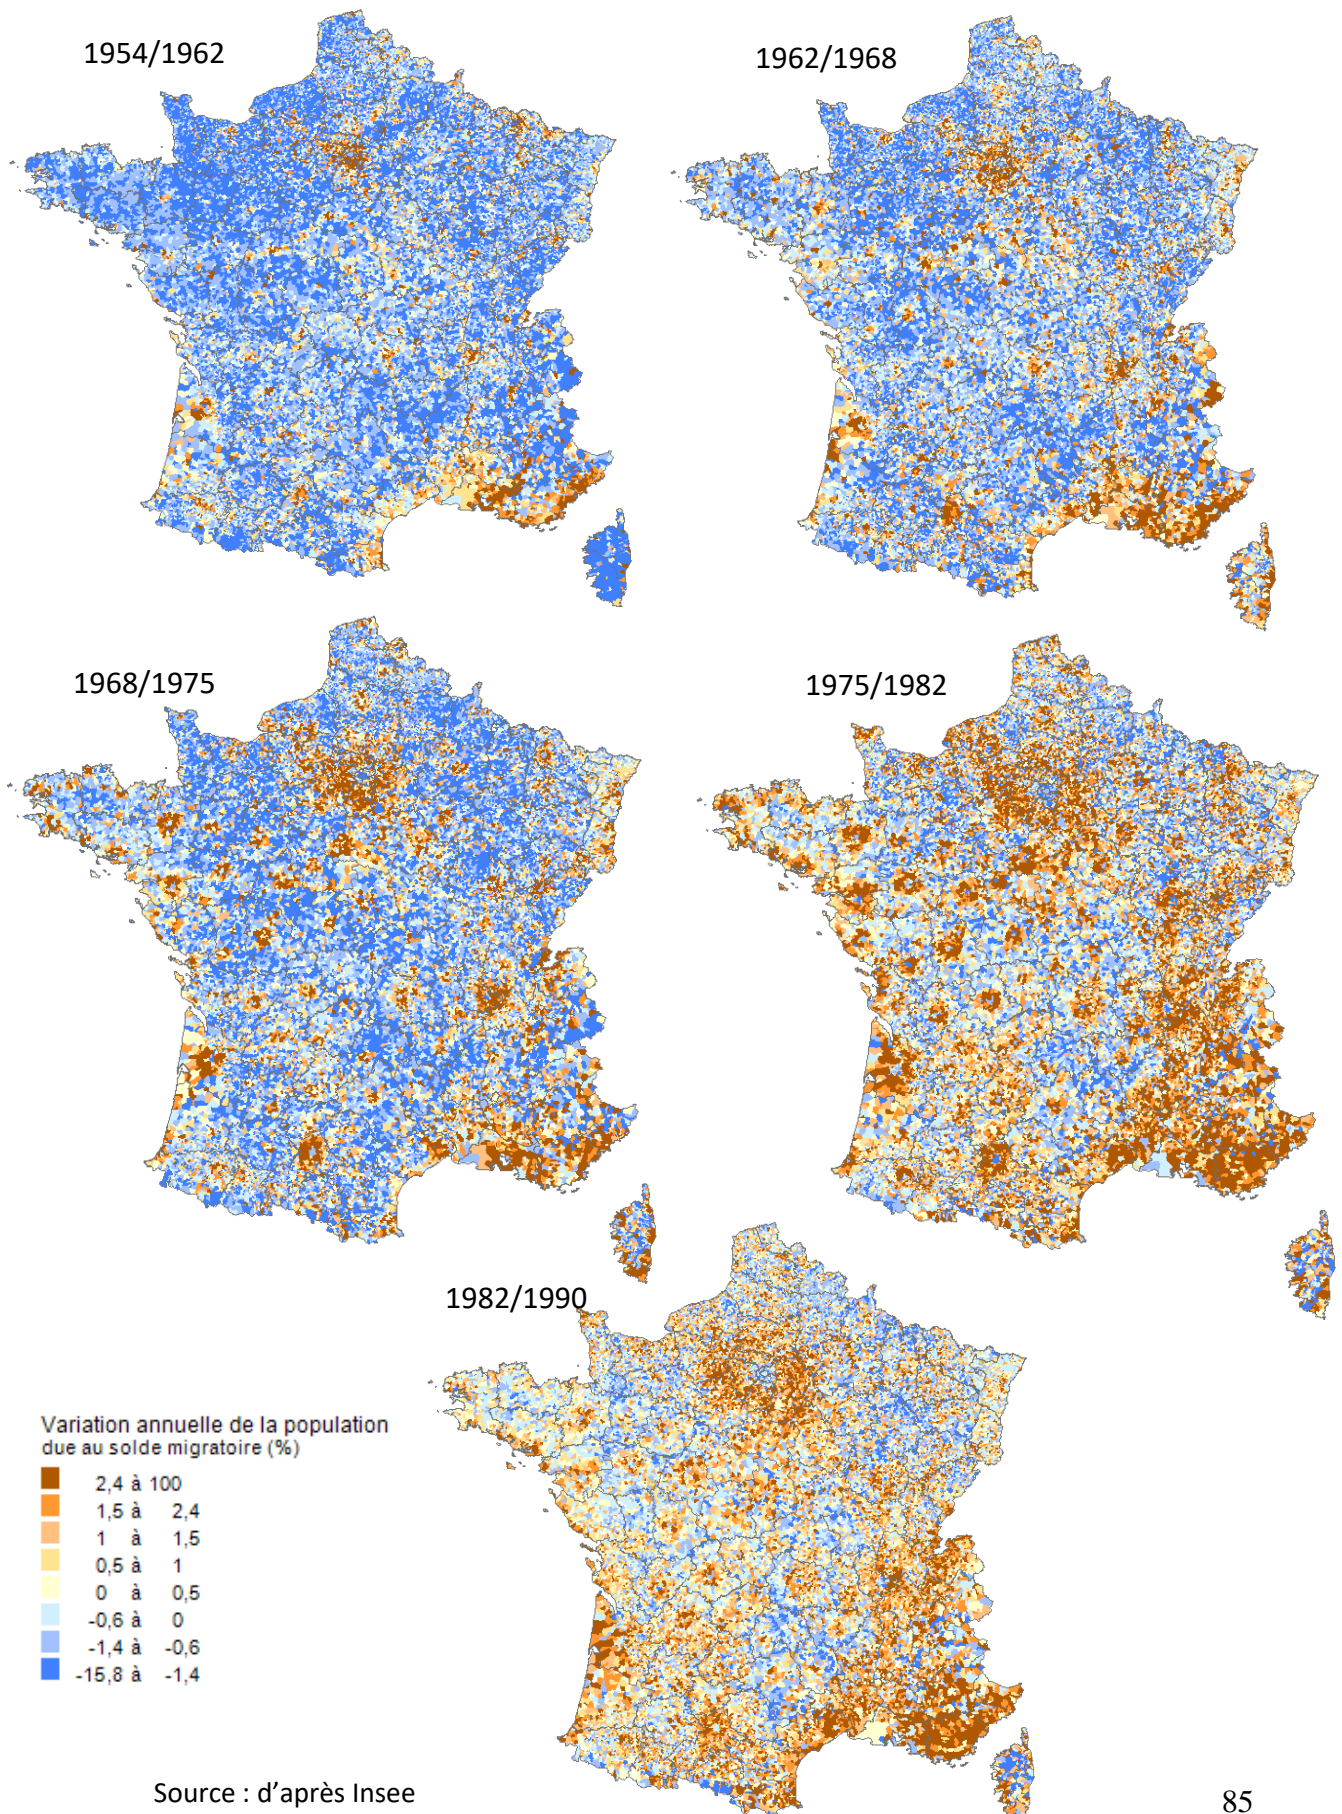 1954/1962
1962/1968
1968/1975
1975/1982
1982/1990
Variation annuelle de la population
due au solde migratoire (%)
2,4 à 100
1,5 à 2,4
1 à 1,5
0,5 à 1
0 à 0,5
-0,6 à 0
-1,4 à -0,6
-15,8 à -1,4
Source : d'après Insee
85